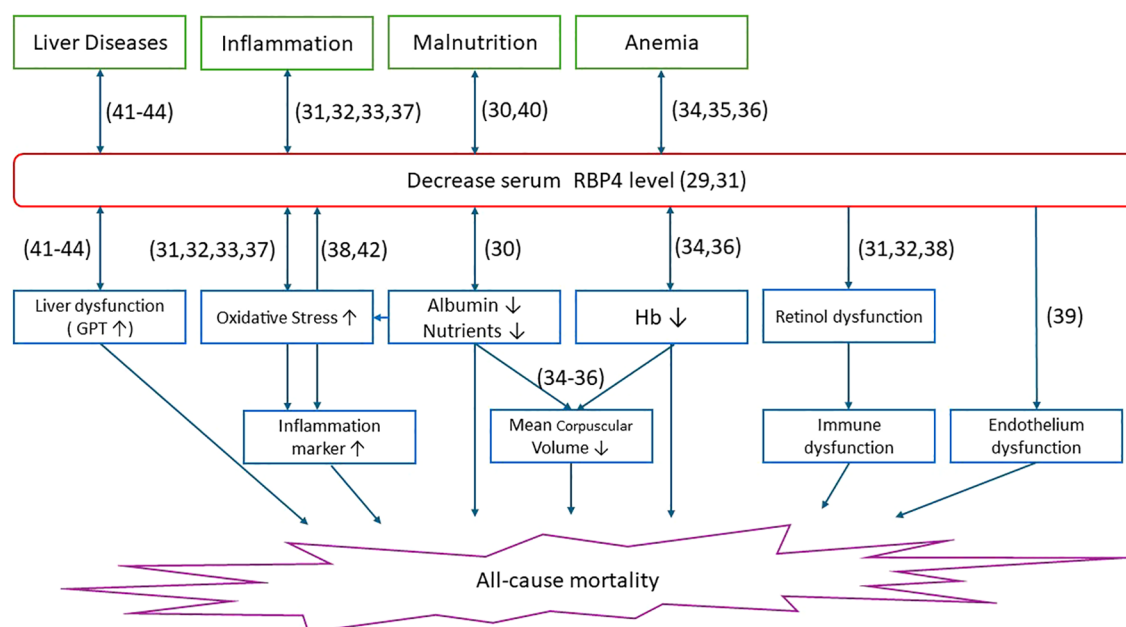 Liver Diseases
Inflammation
Malnutrition
Anemia
(41-44)
(31,32,33,37)
(30,40)
(34,35,36)
Decrease serum RBP4 level (29,31)
(41-44)
(31,32,33,37)
(38,42)
(30)
(34,36)
(31,32,38)
(39)
Liver dysfunction
( GPT ↑)
Oxidative Stress ↑
Albumin ↓
Nutrients ↓
Hb ↓
Retinol dysfunction
(34-36)
Inflammation
marker ↑
Mean Corpuscular
Volume ↓
Immune
dysfunction
Endothelium
dysfunction
All-cause mortality